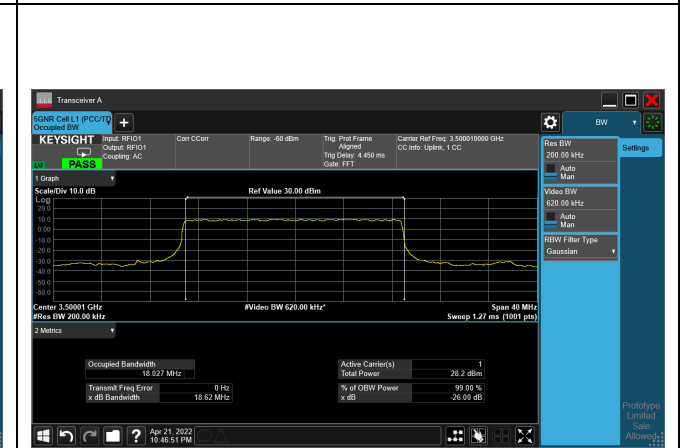 Transceiver A
5GNR Cell L1 (PCC/TD
Occupied BW
BW
KEYSIGHT
PASS
Input: RFIO1
Output: RFIO1
Coupling: AC
Corr CCorr
Range: -60 dBm
Trig: Prot Frame
Aligned
Trig Delay: 4.450 ms
Gate: FFT
Carrier Ref Freq: 3.500010000 GHz
CC Info: Uplink, 1 CC
1 Graph
Scale/Div 10.0 dB
Ref Value 30.00 dBm
Log
20.0
10.0
0.00
-10.0
-20.0
-30.0
-40.0
-50.0
-60.0
Center 3.50001 GHz
#Video BW 620.00 kHz*
Span 40 MHz
#Res BW 200.00 kHz
Sweep 1.27 ms (1001 pts)
2 Metrics
Occupied Bandwidth
18.027 MHz
Transmit Freq Error 0 Hz
x dB Bandwidth 18.62 MHz
Active Carrier(s) 1
Total Power 28.2 dBm
% of OBW Power 99.00 %
x dB -26.00 dB
Res BW
200.00 kHz
Auto
Man
Video BW
620.00 kHz
Auto
Man
RBW Filter Type
Gaussian
Settings
Prototype
Limited
Sale
Allowed
Apr 21, 2022
10:46:51 PM